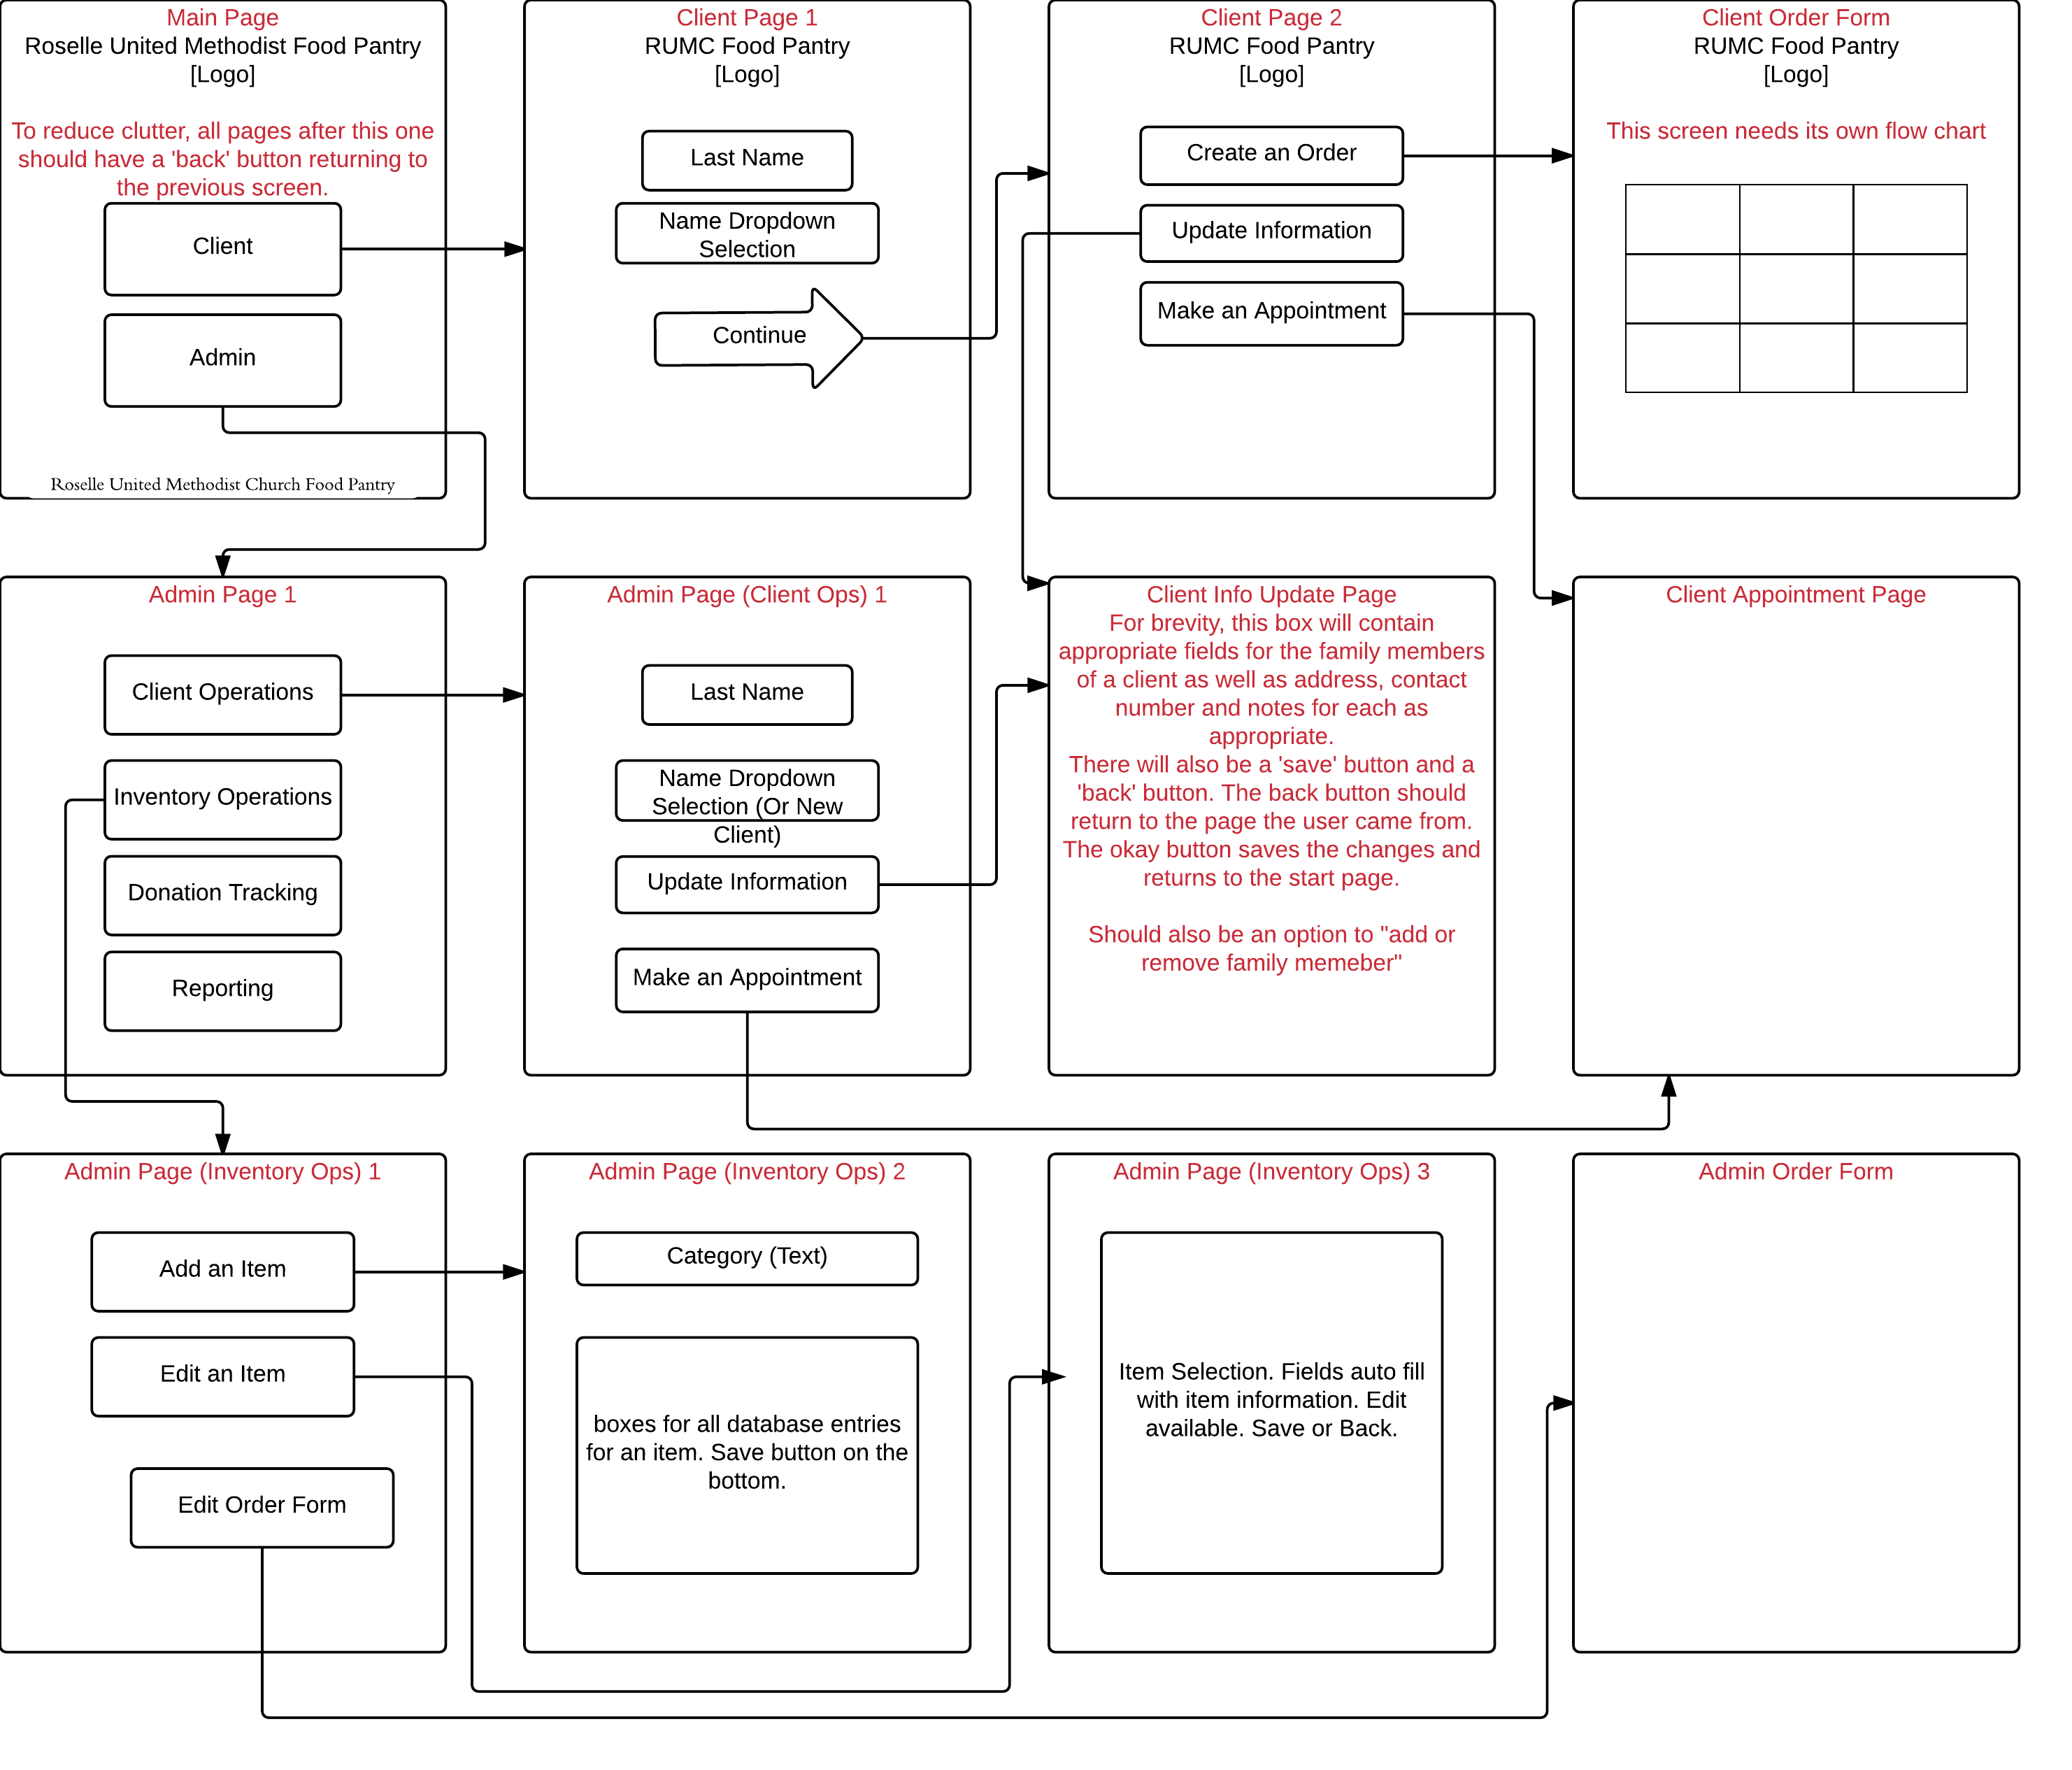 Main Page
Roselle United Methodist Food Pantry
[Logo]
To reduce clutter, all pages after this one
should have a 'back' button returning to
the previous screen.
Client
Admin
Roselle United Methodist Church Food Pantry
Client Page 1
RUMC Food Pantry
[Logo]
Last Name
Name Dropdown
Selection
Continue
Client Page 2
RUMC Food Pantry
[Logo]
Create an Order
Update Information
Make an Appointment
Client Order Form
RUMC Food Pantry
[Logo]
This screen needs its own flow chart
Admin Page 1
Client Operations
Inventory Operations
Donation Tracking
Reporting
Admin Page (Client Ops) 1
Last Name
Name Dropdown
Selection (Or New
Client)
Update Information
Make an Appointment
Client Info Update Page
For brevity, this box will contain
appropriate fields for the family members
of a client as well as address, contact
number and notes for each as
appropriate.
There will also be a 'save' button and a
'back' button. The back button should
return to the page the user came from.
The okay button saves the changes and
returns to the start page.
Should also be an option to "add or
remove family memeber"
Client Appointment Page
Admin Page (Inventory Ops) 1
Add an Item
Edit an Item
Edit Order Form
Admin Page (Inventory Ops) 2
Category (Text)
boxes for all database entries
for an item. Save button on the
bottom.
Admin Page (Inventory Ops) 3
Item Selection. Fields auto fill
with item information. Edit
available. Save or Back.
Admin Order Form